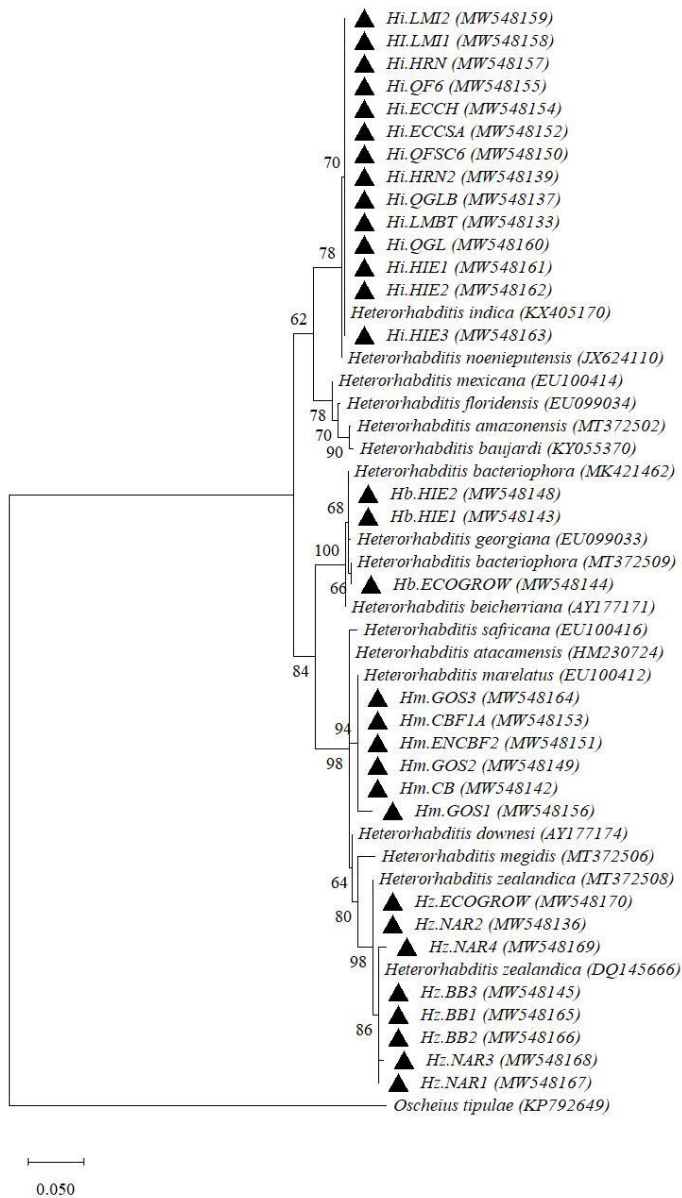 Hi.LMI2 (MW548159)
HI.LMI1 (MW548158)
Hi.HRN (MW548157)
Hi.QF6 (MW548155)
Hi.ECCH (MW548154)
Hi.ECCSA (MW548152)
Hi.QFSC6 (MW548150)
70
Hi.HRN2 (MW548139)
Hi.QGLB (MW548137)
Hi.LMBT (MW548133)
Hi.QGL (MW548160)
78
Hi.HIE1 (MW548161)
Hi.HIE2 (MW548162)
Heterorhabditis indica (KX405170)
62
Hi.HIE3 (MW548163)
Heterorhabditis noenieputensis (JX624110)
Heterorhabditis mexicana (EU100414)
Heterorhabditis floridensis (EU099034)
78
Heterorhabditis amazonensis (MT372502)
70
Heterorhabditis baujardi (KY055370)
90
Heterorhabditis bacteriophora (MK421462)
Hb.HIE2 (MW548148)
68
Hb.HIE1 (MW548143)
Heterorhabditis georgiana (EU099033)
100
Heterorhabditis bacteriophora (MT372509)
66
Hb.ECOGROW (MW548144)
Heterorhabditis beicherriana (AY177171)
Heterorhabditis safricana (EU100416)
Heterorhabditis atacamensis (HM230724)
84
Heterorhabditis marelatus (EU100412)
Hm.GOS3 (MW548164)
Hm.CBF1A (MW548153)
94
Hm.ENCBF2 (MW548151)
98
Hm.GOS2 (MW548149)
Hm.CB (MW548142)
Hm.GOS1 (MW548156)
Heterorhabditis downesi (AY177174)
Heterorhabditis megidis (MT372506)
64
Heterorhabditis zealandica (MT372508)
Hz.ECOGROW (MW548170)
80
Hz.NAR2 (MW548136)
Hz.NAR4 (MW548169)
98
Heterorhabditis zealandica (DQ145666)
Hz.BB3 (MW548145)
Hz.BB1 (MW548165)
86
Hz.BB2 (MW548166)
Hz.NAR3 (MW548168)
Hz.NAR1 (MW548167)
Oscheius tipulae (KP792649)
0.050